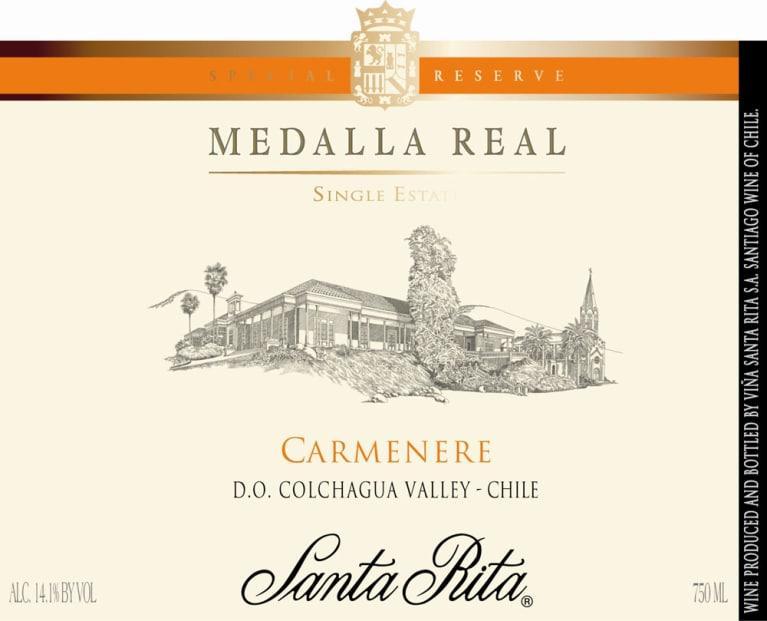 SPECIAL RESERVE
MEDALLA REAL
SINGLE ESTATE
CARMENERE
D.O. COLCHAGUA VALLEY - CHILE
Santa Rita®
ALC. 14.1% BY VOL
750 ML
WINE PRODUCED AND BOTTLED BY VIÑA SANTA RITA S.A. SANTIAGO WINE OF CHILE.